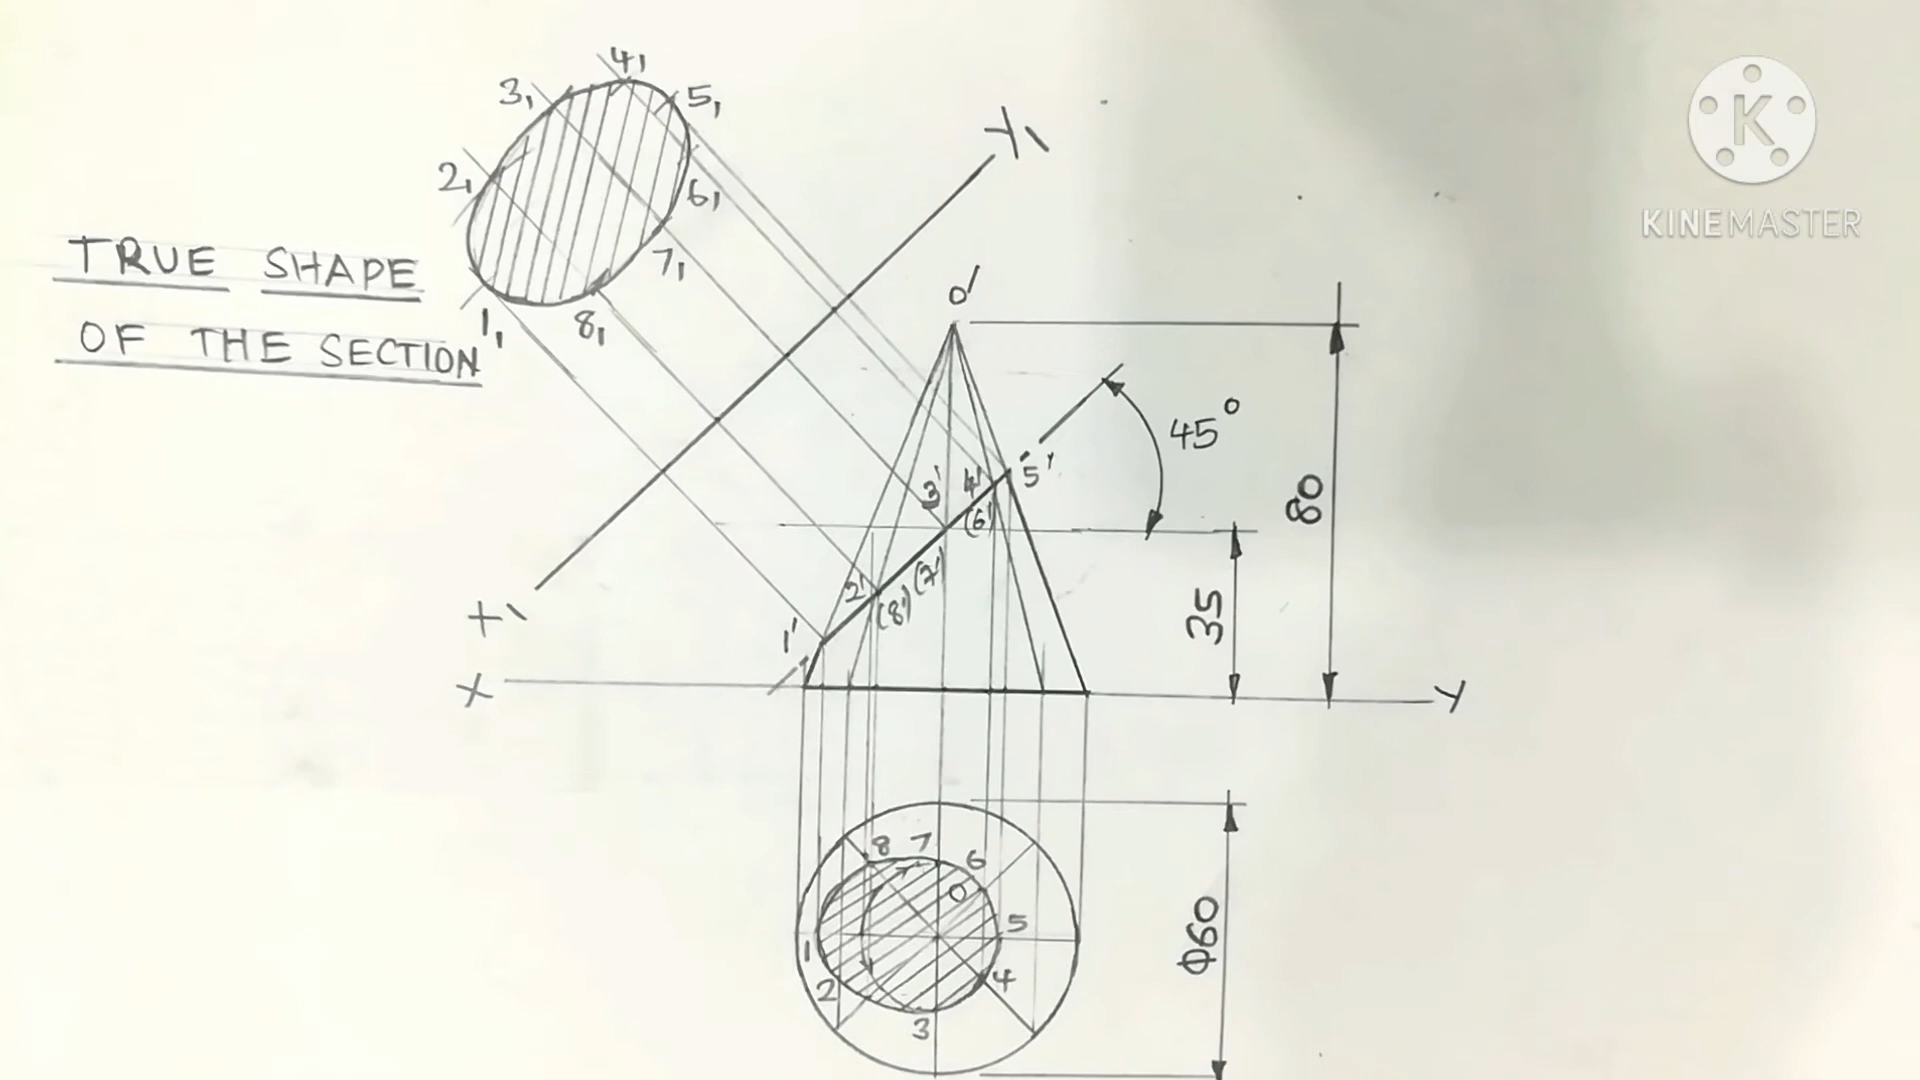 TRUE SHAPE
OF THE SECTION
4₁
3₁
5₁
2₁
6₁
7₁
1₁'
8₁
Y₁
X₁
KINEMASTER
K
O'
45°
5'
4'
3'
(6')
(7')
2'
(8')
1'
80
35
X
Y
8
7
6
O
5
1
4
2
3
Φ60